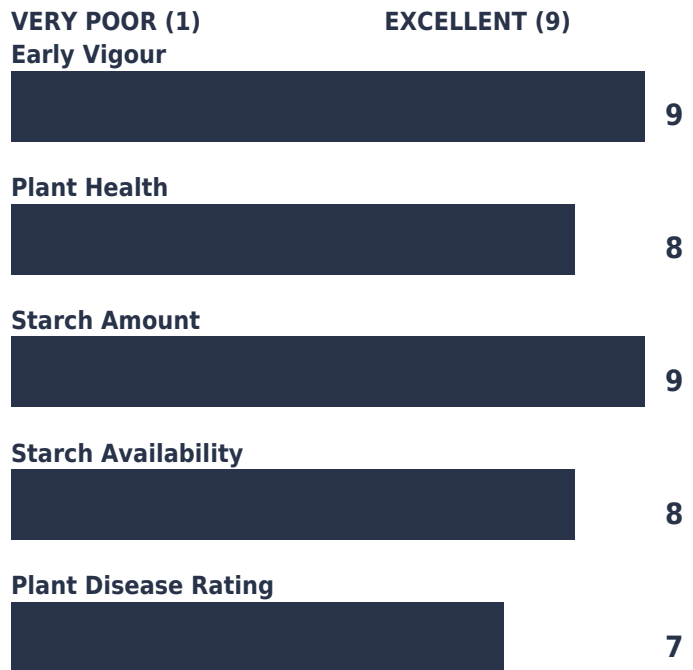 VERY POOR (1) EXCELLENT (9)
Early Vigour
9
Plant Health
8
Starch Amount
9
Starch Availability
8
Plant Disease Rating
7